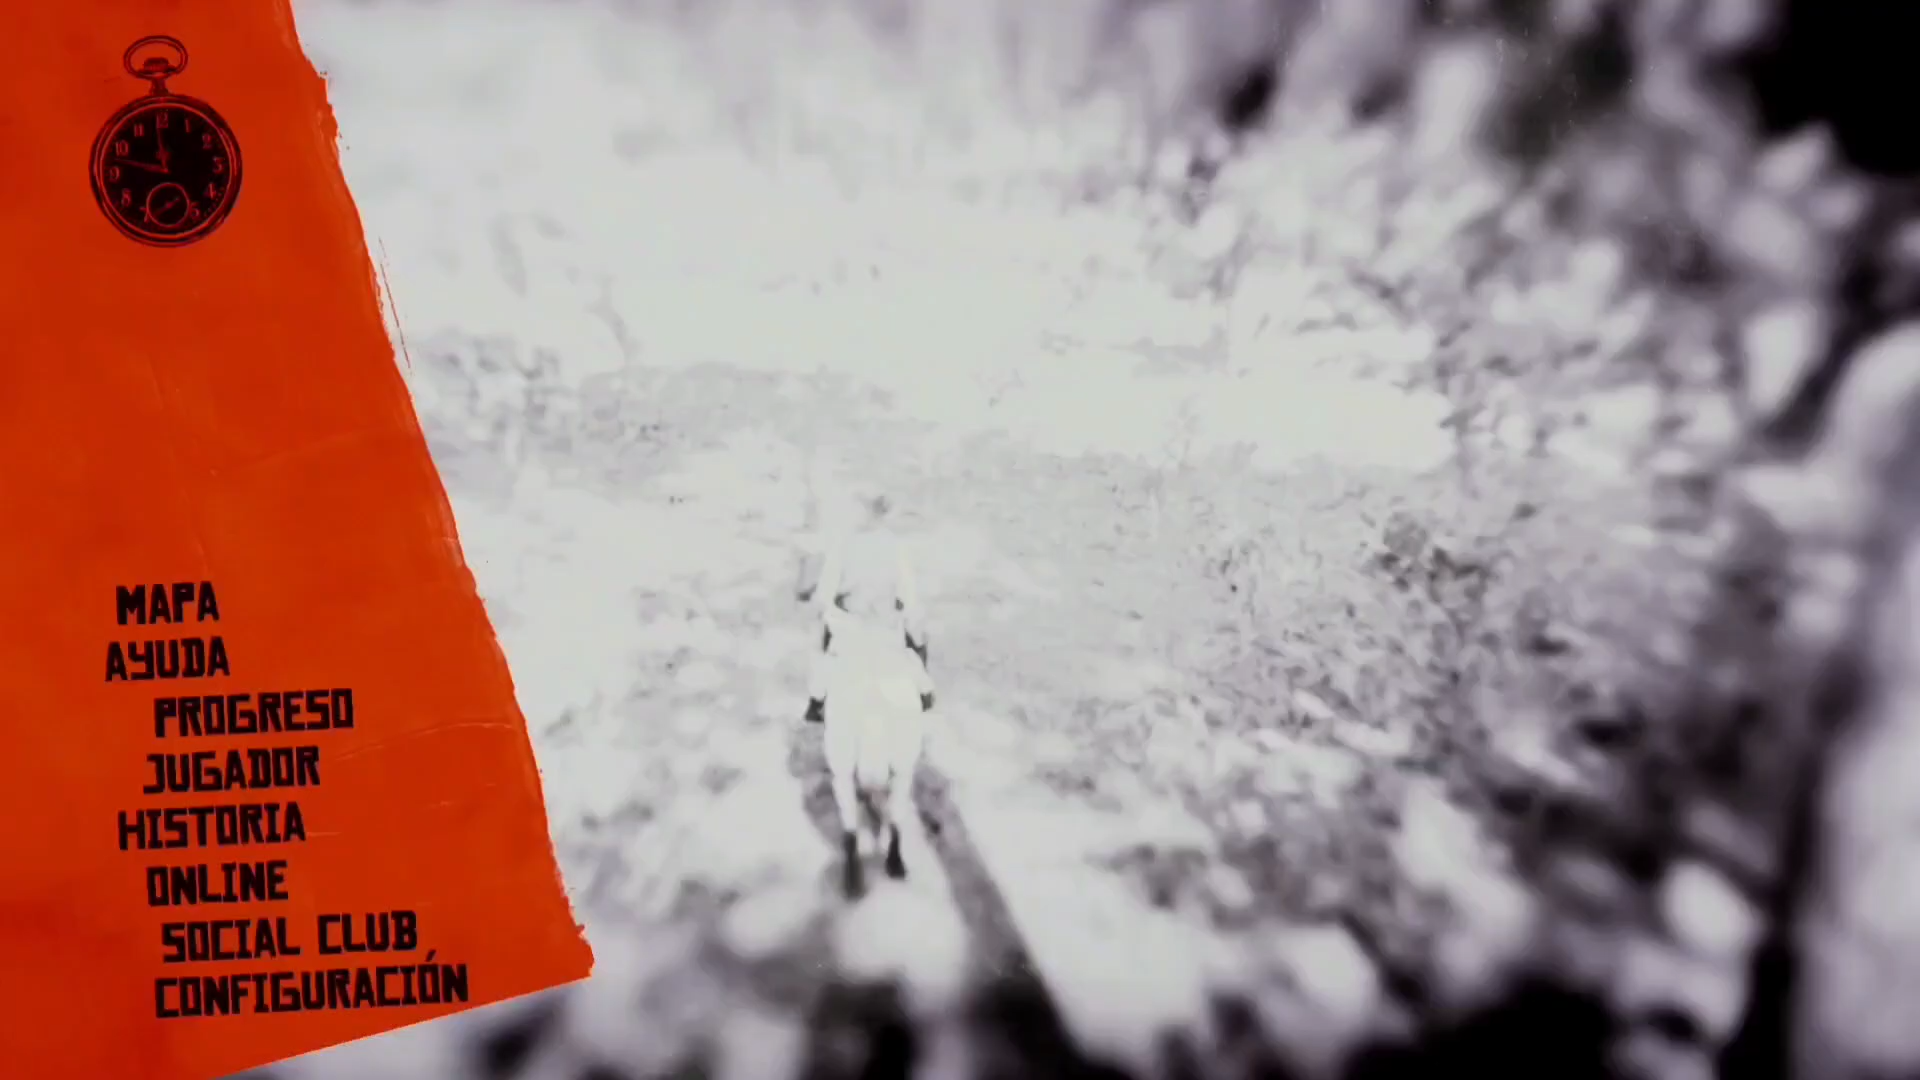 MAPA
AYUDA
PROGRESO
JUGADOR
HISTORIA
ONLINE
SOCIAL CLUB
CONFIGURACIÓN